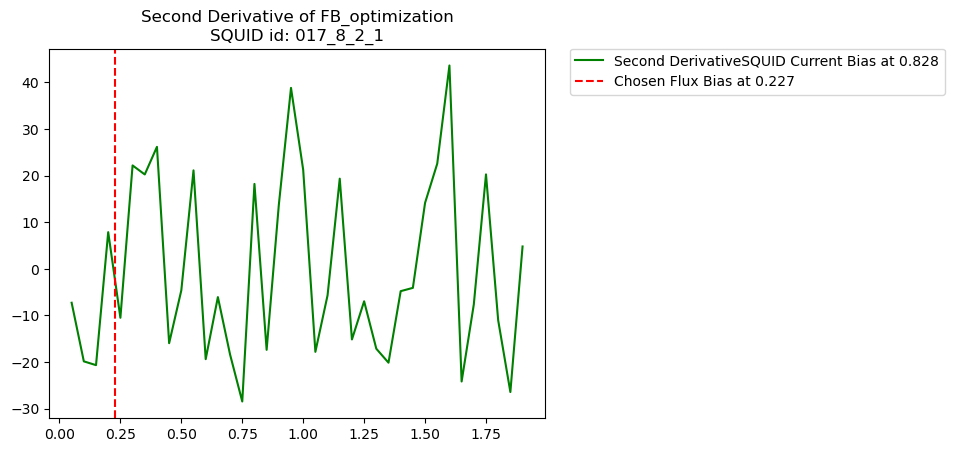 Second Derivative of FB_optimization
SQUID id: 017_8_2_1
Second DerivativeSQUID Current Bias at 0.828
Chosen Flux Bias at 0.227
40
30
20
10
0
−10
−20
−30
0.00 0.25 0.50 0.75 1.00 1.25 1.50 1.75